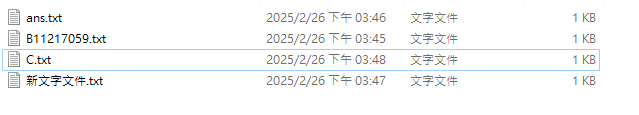 ans.txt 2025/2/26 下午 03:46 文字文件 1 KB
B11217059.txt 2025/2/26 下午 03:45 文字文件 1 KB
C.txt 2025/2/26 下午 03:48 文字文件 1 KB
新文字文件.txt 2025/2/26 下午 03:47 文字文件 1 KB